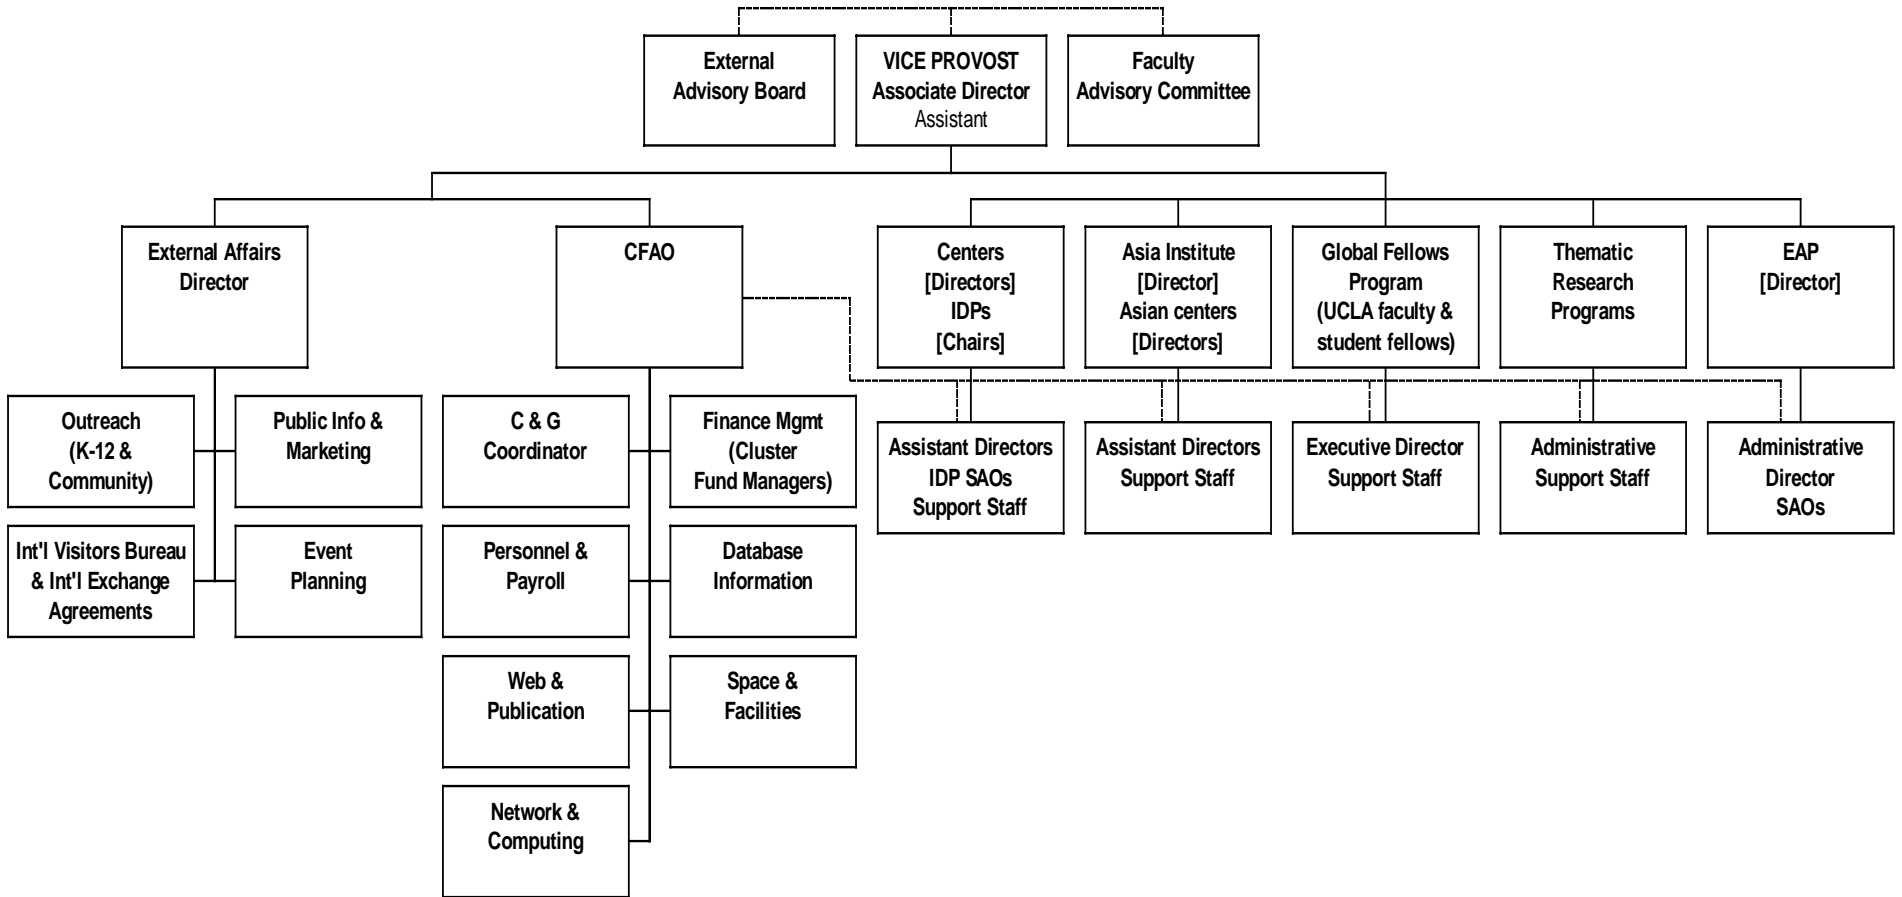 External
Advisory Board
VICE PROVOST
Associate Director
Assistant
Faculty
Advisory Committee
External Affairs
Director
CFAO
Centers
[Directors]
IDPs
[Chairs]
Asia Institute
[Director]
Asian centers
[Directors]
Global Fellows
Program
(UCLA faculty &
student fellows)
Thematic
Research
Programs
EAP
[Director]
Outreach
(K-12 &
Community)
Public Info &
Marketing
C & G
Coordinator
Finance Mgmt
(Cluster
Fund Managers)
Assistant Directors
IDP SAOs
Support Staff
Assistant Directors
Support Staff
Executive Director
Support Staff
Administrative
Support Staff
Administrative
Director
SAOs
Int'l Visitors Bureau
& Int'l Exchange
Agreements
Event
Planning
Personnel &
Payroll
Database
Information
Web &
Publication
Space &
Facilities
Network &
Computing